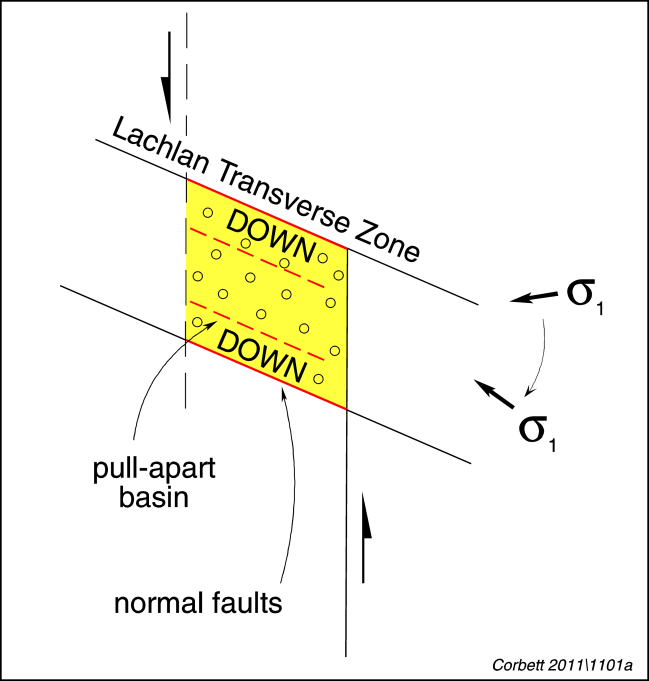 Lachlan Transverse Zone
DOWN
DOWN
σ1
σ1
pull-apart
basin
normal faults
Corbett 2011\1101a